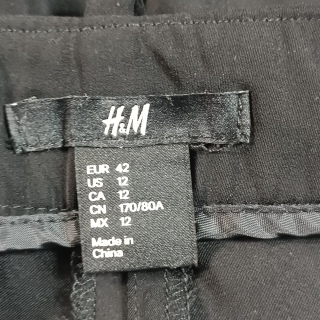 H&M
EUR 42
US 12
CA 12
CN 170/80A
MX 12
Made in
China